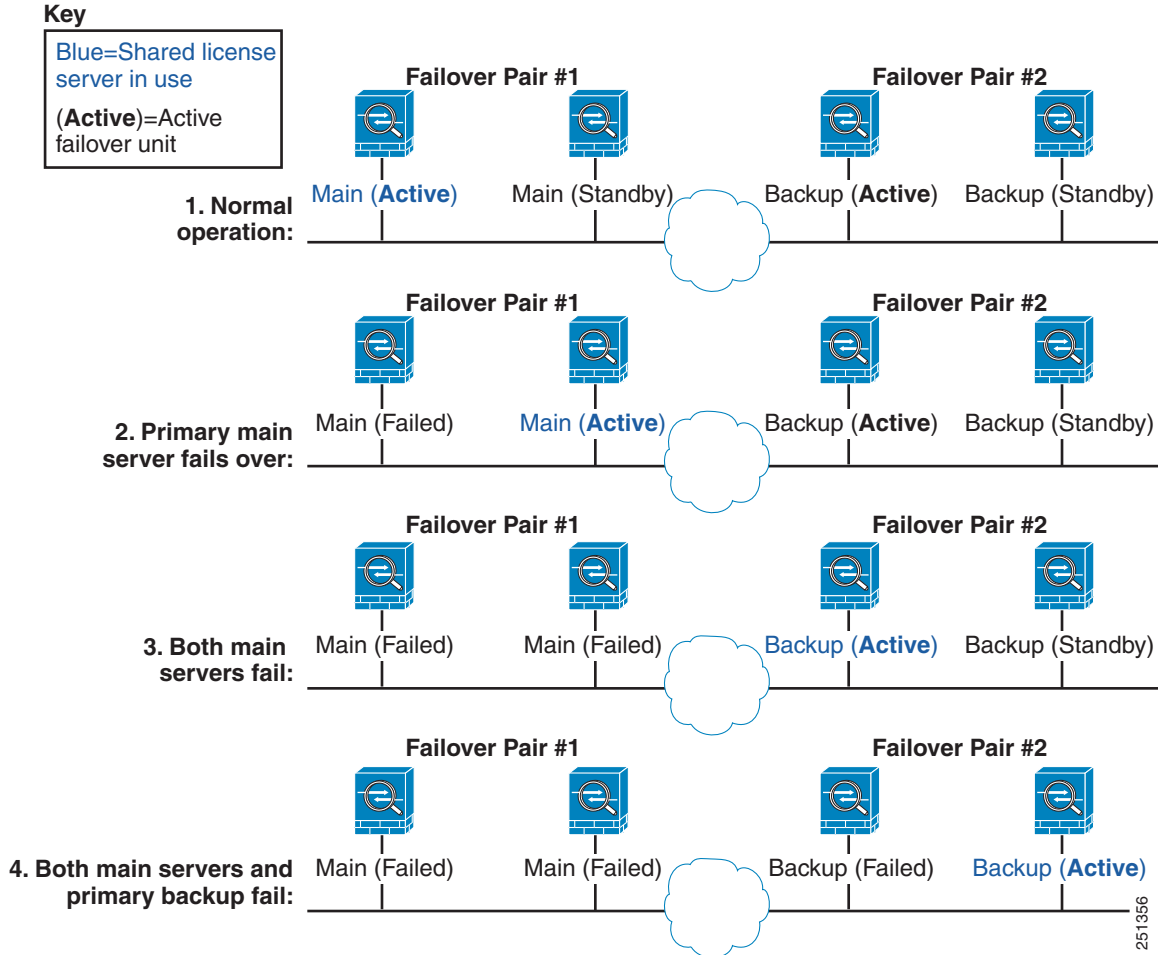 Key
Blue=Shared license
server in use
(Active)=Active
failover unit
Failover Pair #1
Failover Pair #2
1. Normal
operation:
Main (Active)
Main (Standby)
Backup (Active)
Backup (Standby)
Failover Pair #1
Failover Pair #2
2. Primary main
server fails over:
Main (Failed)
Main (Active)
Backup (Active)
Backup (Standby)
Failover Pair #1
Failover Pair #2
3. Both main
servers fail:
Main (Failed)
Main (Failed)
Backup (Active)
Backup (Standby)
Failover Pair #1
Failover Pair #2
4. Both main servers and
primary backup fail:
Main (Failed)
Main (Failed)
Backup (Failed)
Backup (Active)
251356